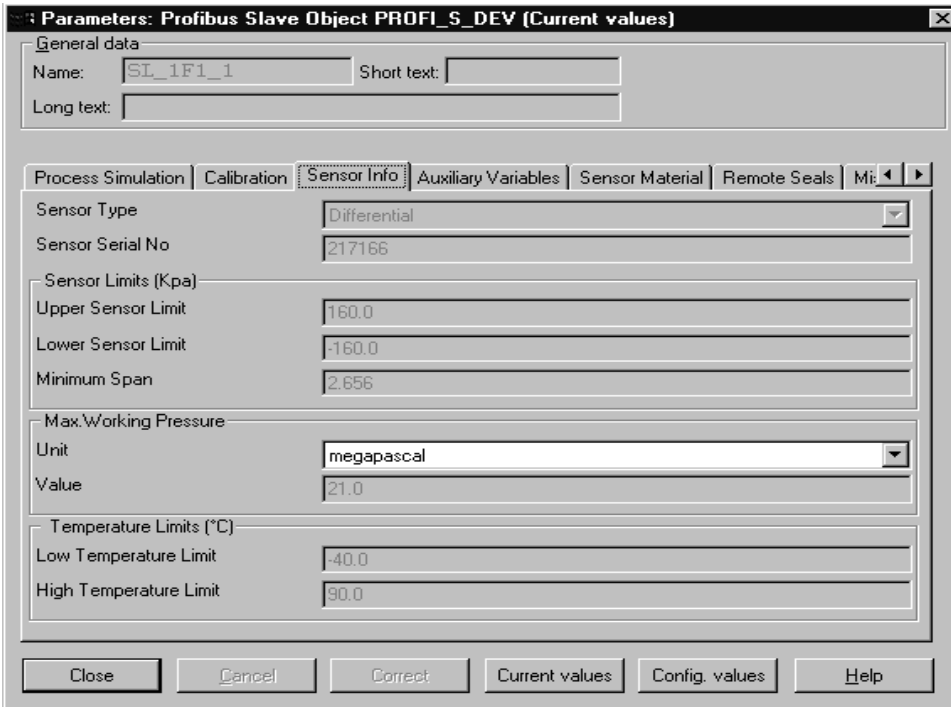 Parameters: Profibus Slave Object PROFI_S_DEV (Current values)
General data
Name: SL_1F1_1 Short text:
Long text:
Process Simulation Calibration Sensor Info Auxiliary Variables Sensor Material Remote Seals Mi
Sensor Type Differential
Sensor Serial No 217166
Sensor Limits (Kpa)
Upper Sensor Limit 160.0
Lower Sensor Limit -160.0
Minimum Span 2.656
Max.Working Pressure
Unit megapascal
Value 21.0
Temperature Limits (°C)
Low Temperature Limit -40.0
High Temperature Limit 90.0
Close Cancel Correct Current values Config. values Help